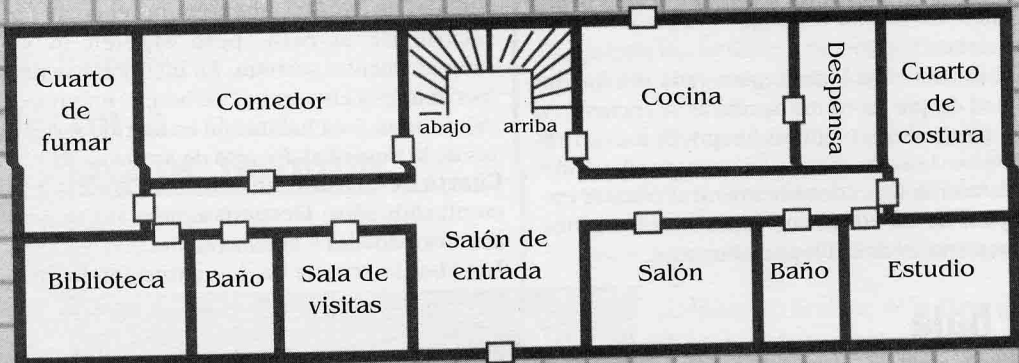 Cuarto
de
fumar
Comedor
abajo
arriba
Cocina
Despensa
Cuarto
de
costura
Biblioteca
Baño
Sala de
visitas
Salón de
entrada
Salón
Baño
Estudio